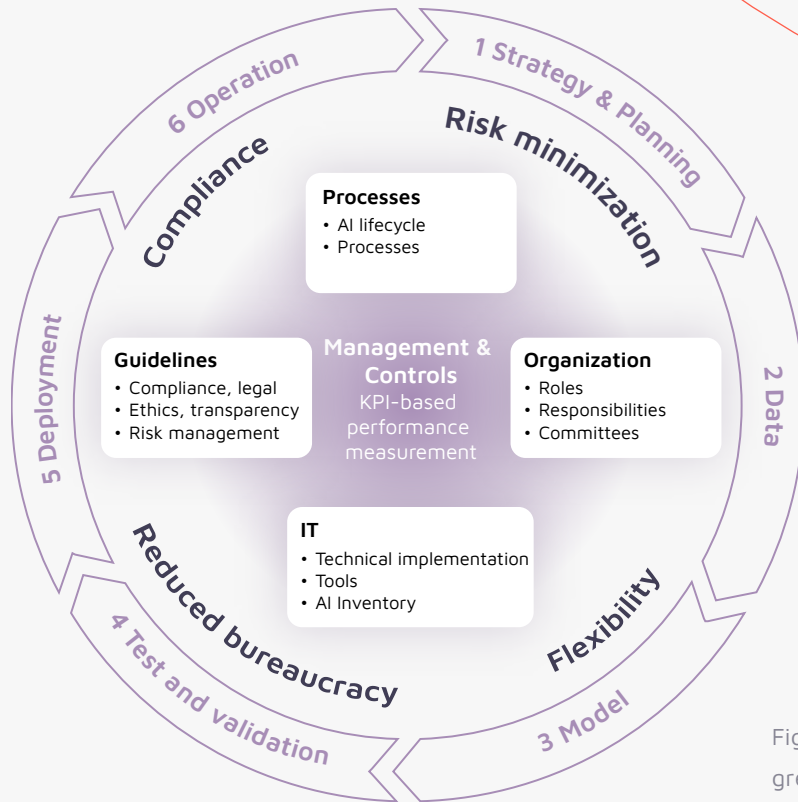 1 Strategy & Planning
2 Data
3 Model
4 Test and validation
5 Deployment
6 Operation
Compliance
Risk minimization
Flexibility
Reduced bureaucracy
Processes
• AI lifecycle
• Processes
Guidelines
• Compliance, legal
• Ethics, transparency
• Risk management
Management &
Controls
KPI-based
performance
measurement
Organization
• Roles
• Responsibilities
• Committees
IT
• Technical implementation
• Tools
• AI Inventory